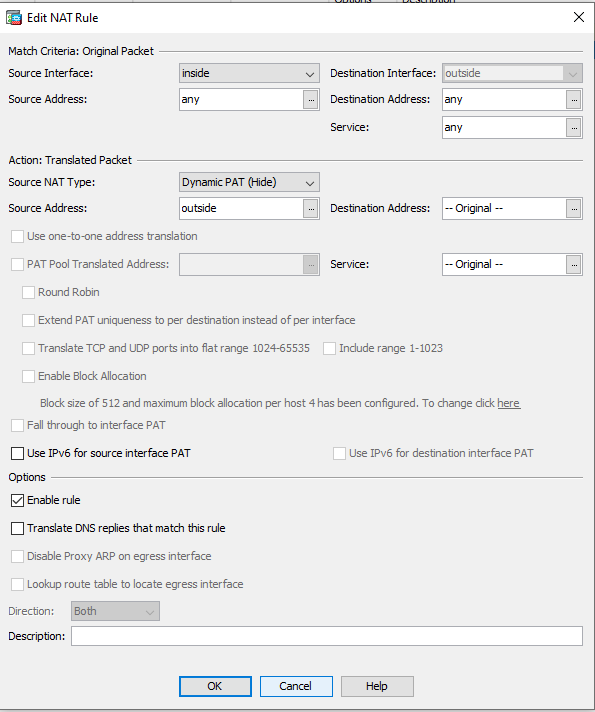 Options Description
Edit NAT Rule
Match Criteria: Original Packet
Source Interface: inside Destination Interface: outside
Source Address: any ... Destination Address: any ...
Service: any ...
Action: Translated Packet
Source NAT Type: Dynamic PAT (Hide)
Source Address: outside ... Destination Address: -- Original -- ...
Use one-to-one address translation
PAT Pool Translated Address: ... Service: -- Original -- ...
Round Robin
Extend PAT uniqueness to per destination instead of per interface
Translate TCP and UDP ports into flat range 1024-65535 Include range 1-1023
Enable Block Allocation
Block size of 512 and maximum block allocation per host 4 has been configured. To change click here
Fall through to interface PAT
Use IPv6 for source interface PAT Use IPv6 for destination interface PAT
Options
Enable rule
Translate DNS replies that match this rule
Disable Proxy ARP on egress interface
Lookup route table to locate egress interface
Direction: Both
Description:
OK Cancel Help